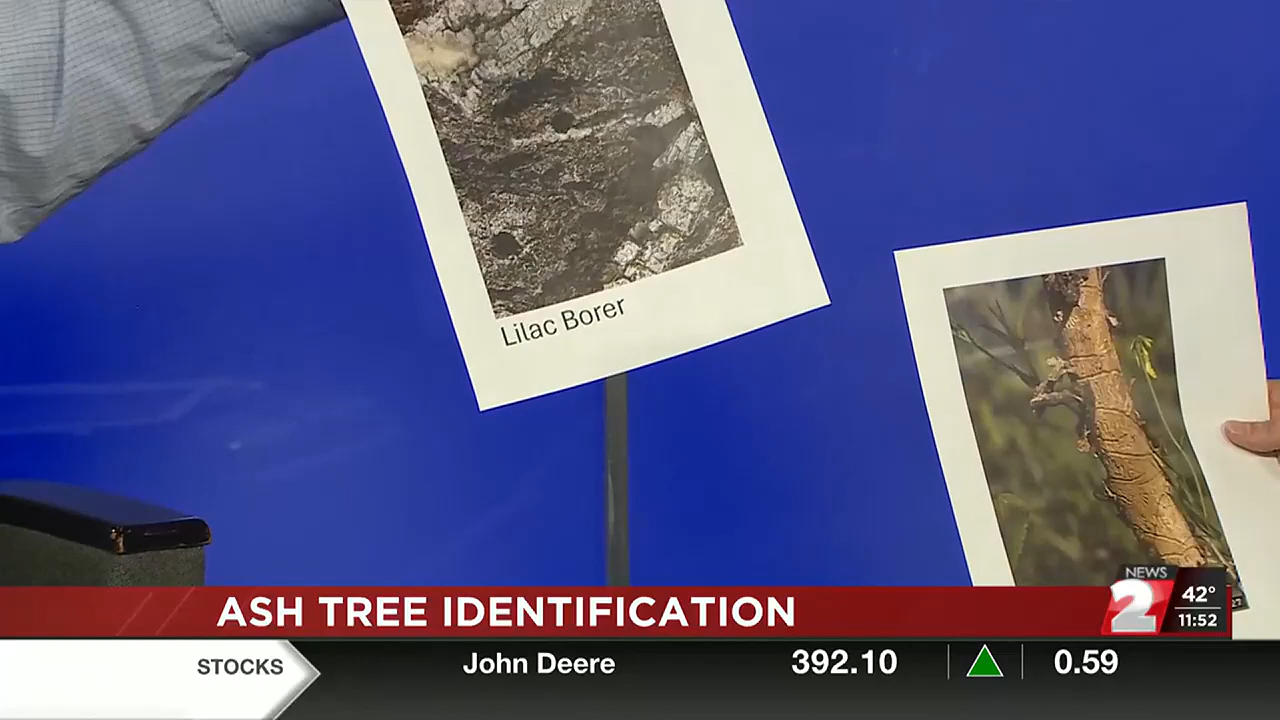 Lilac Borer
ASH TREE IDENTIFICATION
NEWS
2
42°
11:52
STOCKS
John Deere
392.10
0.59